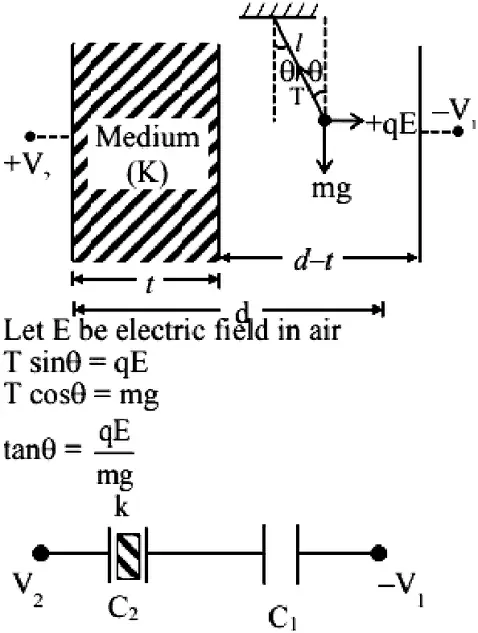 l
θ θ
T
+qE
–V₁
+V₂
Medium
(K)
mg
d–t
t
d
Let E be electric field in air
T sinθ = qE
T cosθ = mg
tanθ = qE
mg
k
V₂
C₂
C₁
–V₁